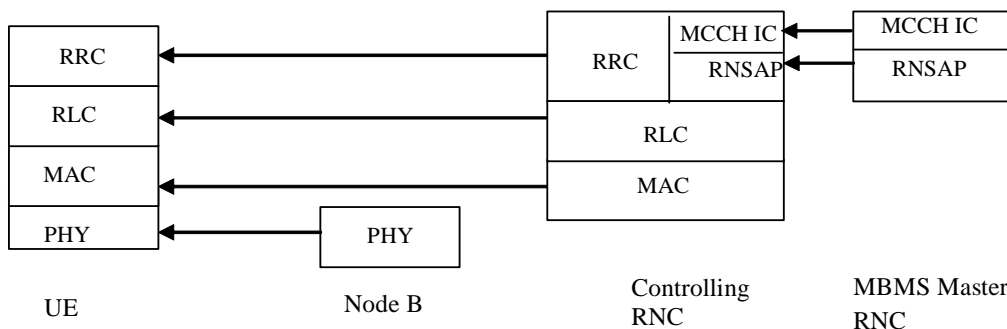 RRC
RLC
MAC
PHY
UE
PHY
Node B
RRC
MCCH IC
RNSAP
RLC
MAC
Controlling
RNC
MCCH IC
RNSAP
MBMS Master
RNC